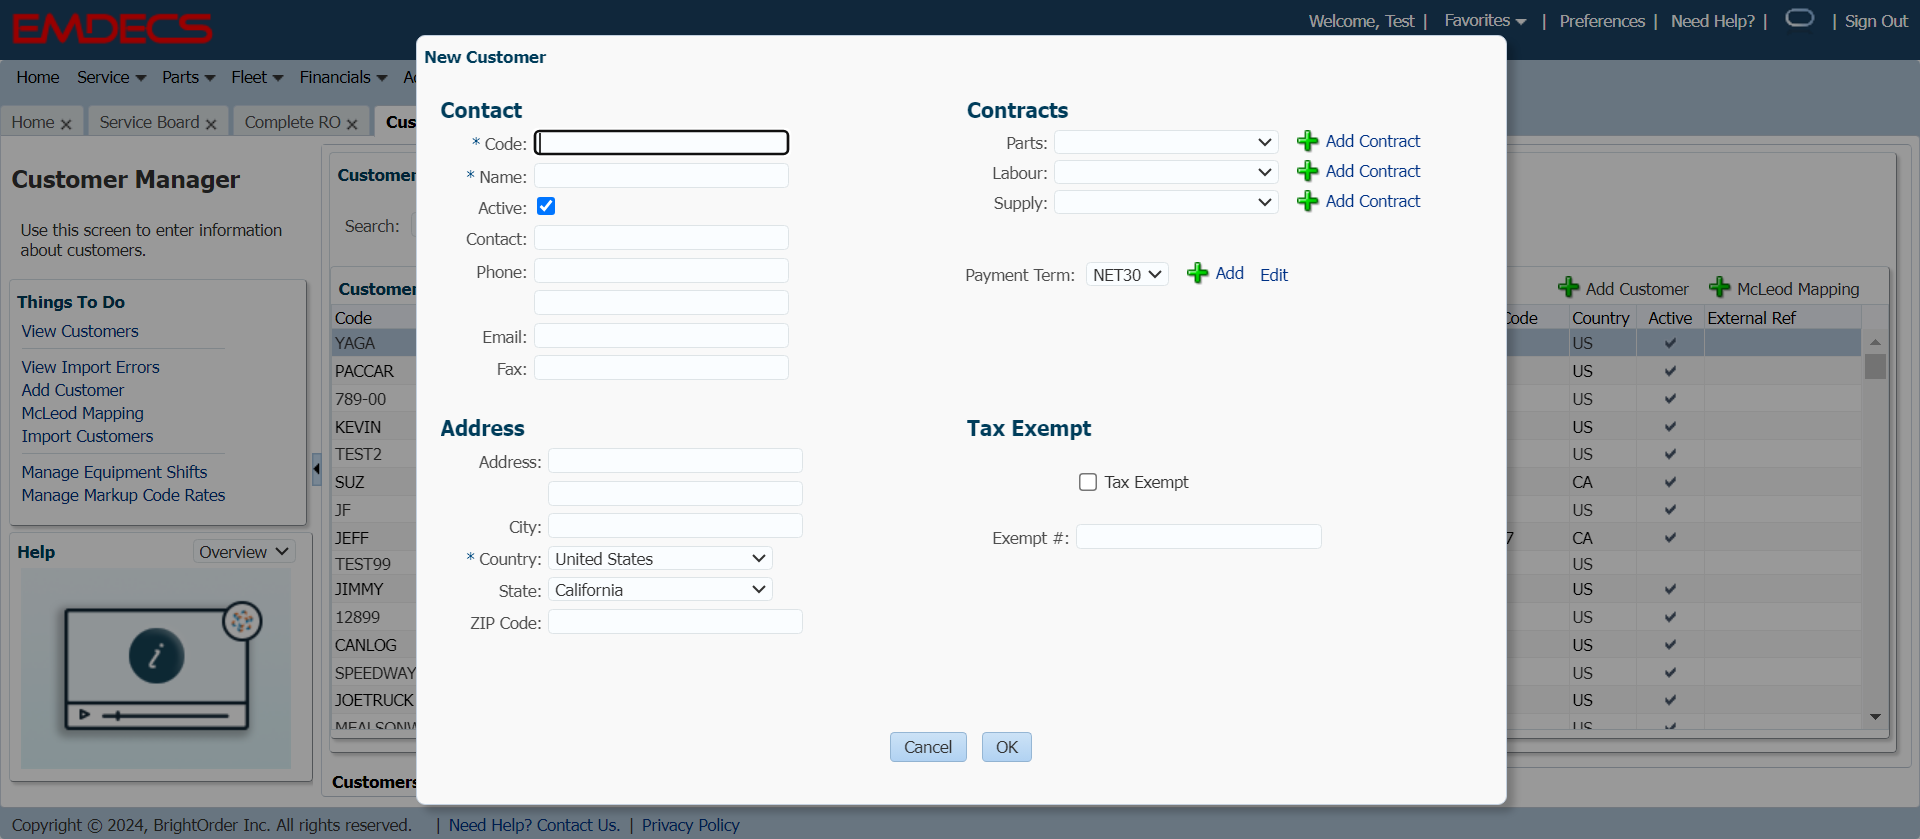 EMDECS
Welcome, Test | Favorites | Preferences | Need Help? | | Sign Out
Home Service Parts Fleet Financials
Home Service Board Complete RO Cus
Customer Manager
Use this screen to enter information
about customers.
Things To Do
View Customers
View Import Errors
Add Customer
McLeod Mapping
Import Customers
Manage Equipment Shifts
Manage Markup Code Rates
Help
Overview
Customer
Search:
Customer
Code
YAGA
PACCAR
789-00
KEVIN
TEST2
SUZ
JF
JEFF
TEST99
JIMMY
12899
CANLOG
SPEEDWAY
JOETRUCK
Customers
New Customer
Contact
* Code:
* Name:
Active:
Contact:
Phone:
Email:
Fax:
Address
Address:
City:
* Country: United States
State: California
ZIP Code:
Contracts
Parts: Add Contract
Labour: Add Contract
Supply: Add Contract
Payment Term: NET30 Add Edit
Tax Exempt
Tax Exempt
Exempt #:
Cancel OK
Add Customer McLeod Mapping
Code Country Active External Ref
US
US
US
US
US
CA
US
7 CA
US
US
US
US
US
US
US
Copyright © 2024, BrightOrder Inc. All rights reserved. | Need Help? Contact Us. | Privacy Policy